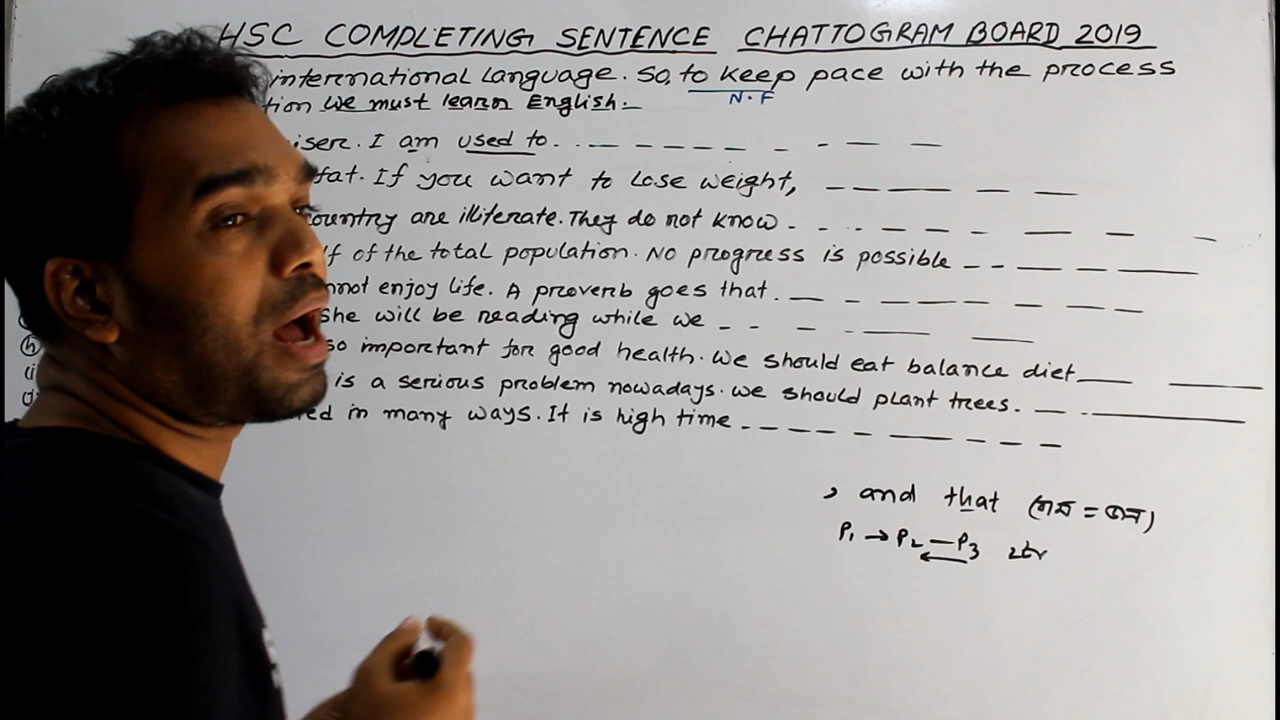 HSC COMPLETING SENTENCE CHATTOGRAM BOARD 2019
international language. So, to keep pace with the process
N.F
tion we must learn English.
iser. I am used to
fat. If you want to lose weight,
country are illiterate. They do not know
lf of the total population. No progress is possible
nnot enjoy life. A proverb goes that.
she will be reading while we
(h) so important for good health. We should eat balance diet
(i is a serious problem nowadays. We should plant trees.
ed in many ways. It is high time
, and that
P1 → P2 — P3